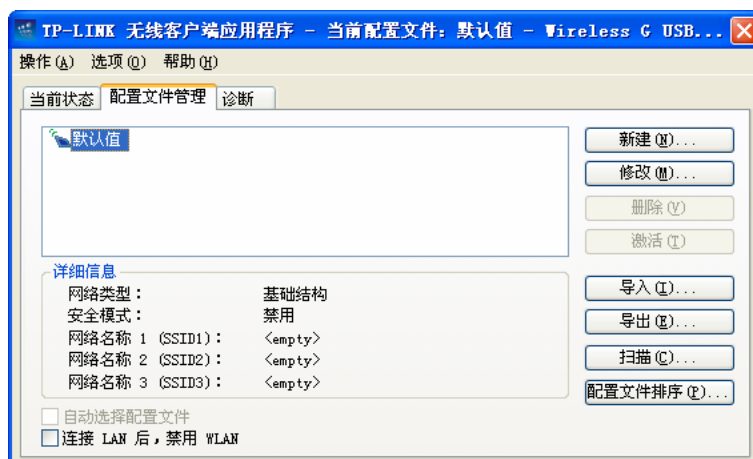 TP-LINK 无线客户端应用程序 - 当前配置文件: 默认值 - Wireless G USB...
操作(A) 选项(O) 帮助(H)
当前状态 配置文件管理 诊断
默认值
新建(N)...
修改(M)...
删除(V)
激活(T)
详细信息
网络类型： 基础结构
安全模式： 禁用
网络名称 1 (SSID1)： <empty>
网络名称 2 (SSID2)： <empty>
网络名称 3 (SSID3)： <empty>
导入(I)...
导出(E)...
扫描(C)...
配置文件排序(P)...
自动选择配置文件
连接 LAN 后，禁用 WLAN